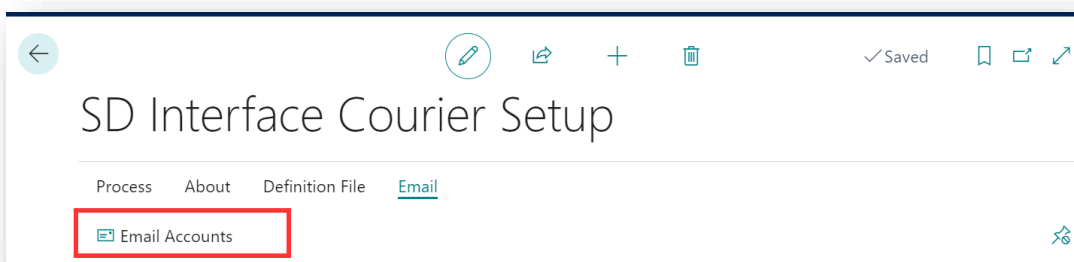 Saved
SD Interface Courier Setup
Process About Definition File Email
Email Accounts